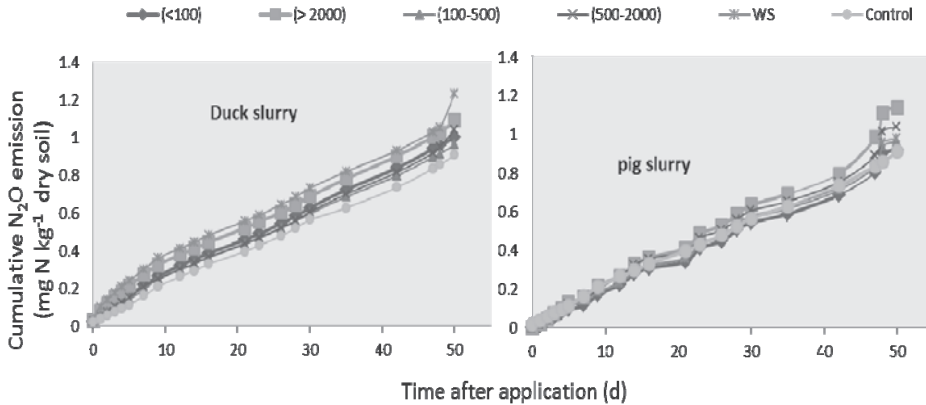 (<100) (> 2000) (100-500) (500-2000) WS Control
Cumulative N₂O emission
(mg N kg⁻¹ dry soil)
1.4
1.2
1
0.8
0.6
0.4
0.2
0
Duck slurry
0 10 20 30 40 50
1.4
1.2
1
0.8
0.6
0.4
0.2
0
pig slurry
0 10 20 30 40 50
Time after application (d)